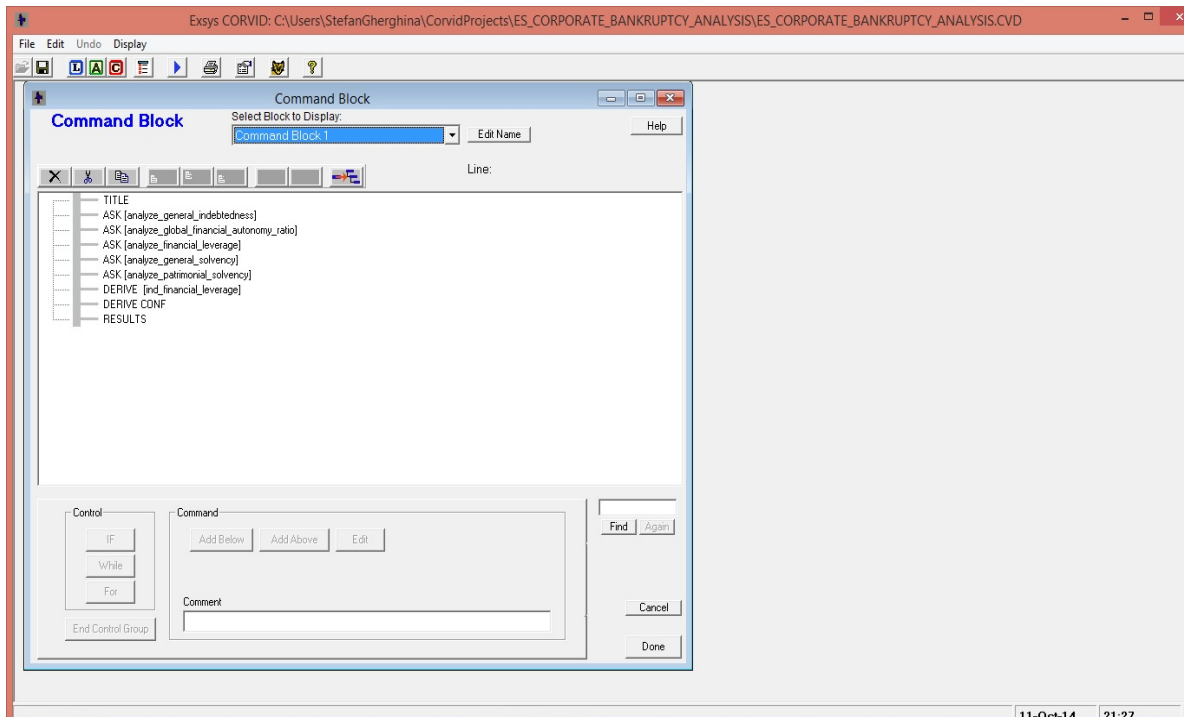 Exsys CORVID: C:\Users\StefanGherghina\CorvidProjects\ES_CORPORATE_BANKRUPTCY_ANALYSIS\ES_CORPORATE_BANKRUPTCY_ANALYSIS.CVD
File Edit Undo Display
L A C ?
Command Block
Command Block
Select Block to Display:
Command Block 1
Edit Name
Help
Line:
TITLE
ASK [analyze_general_indebtedness]
ASK [analyze_global_financial_autonomy_ratio]
ASK [analyze_financial_leverage]
ASK [analyze_general_solvency]
ASK [analyze_patrimonial_solvency]
DERIVE [ind_financial_leverage]
DERIVE CONF
RESULTS
Control
IF
While
For
End Control Group
Command
Add Below Add Above Edit
Comment
Find Again
Cancel
Done
11-Oct-14 21:27